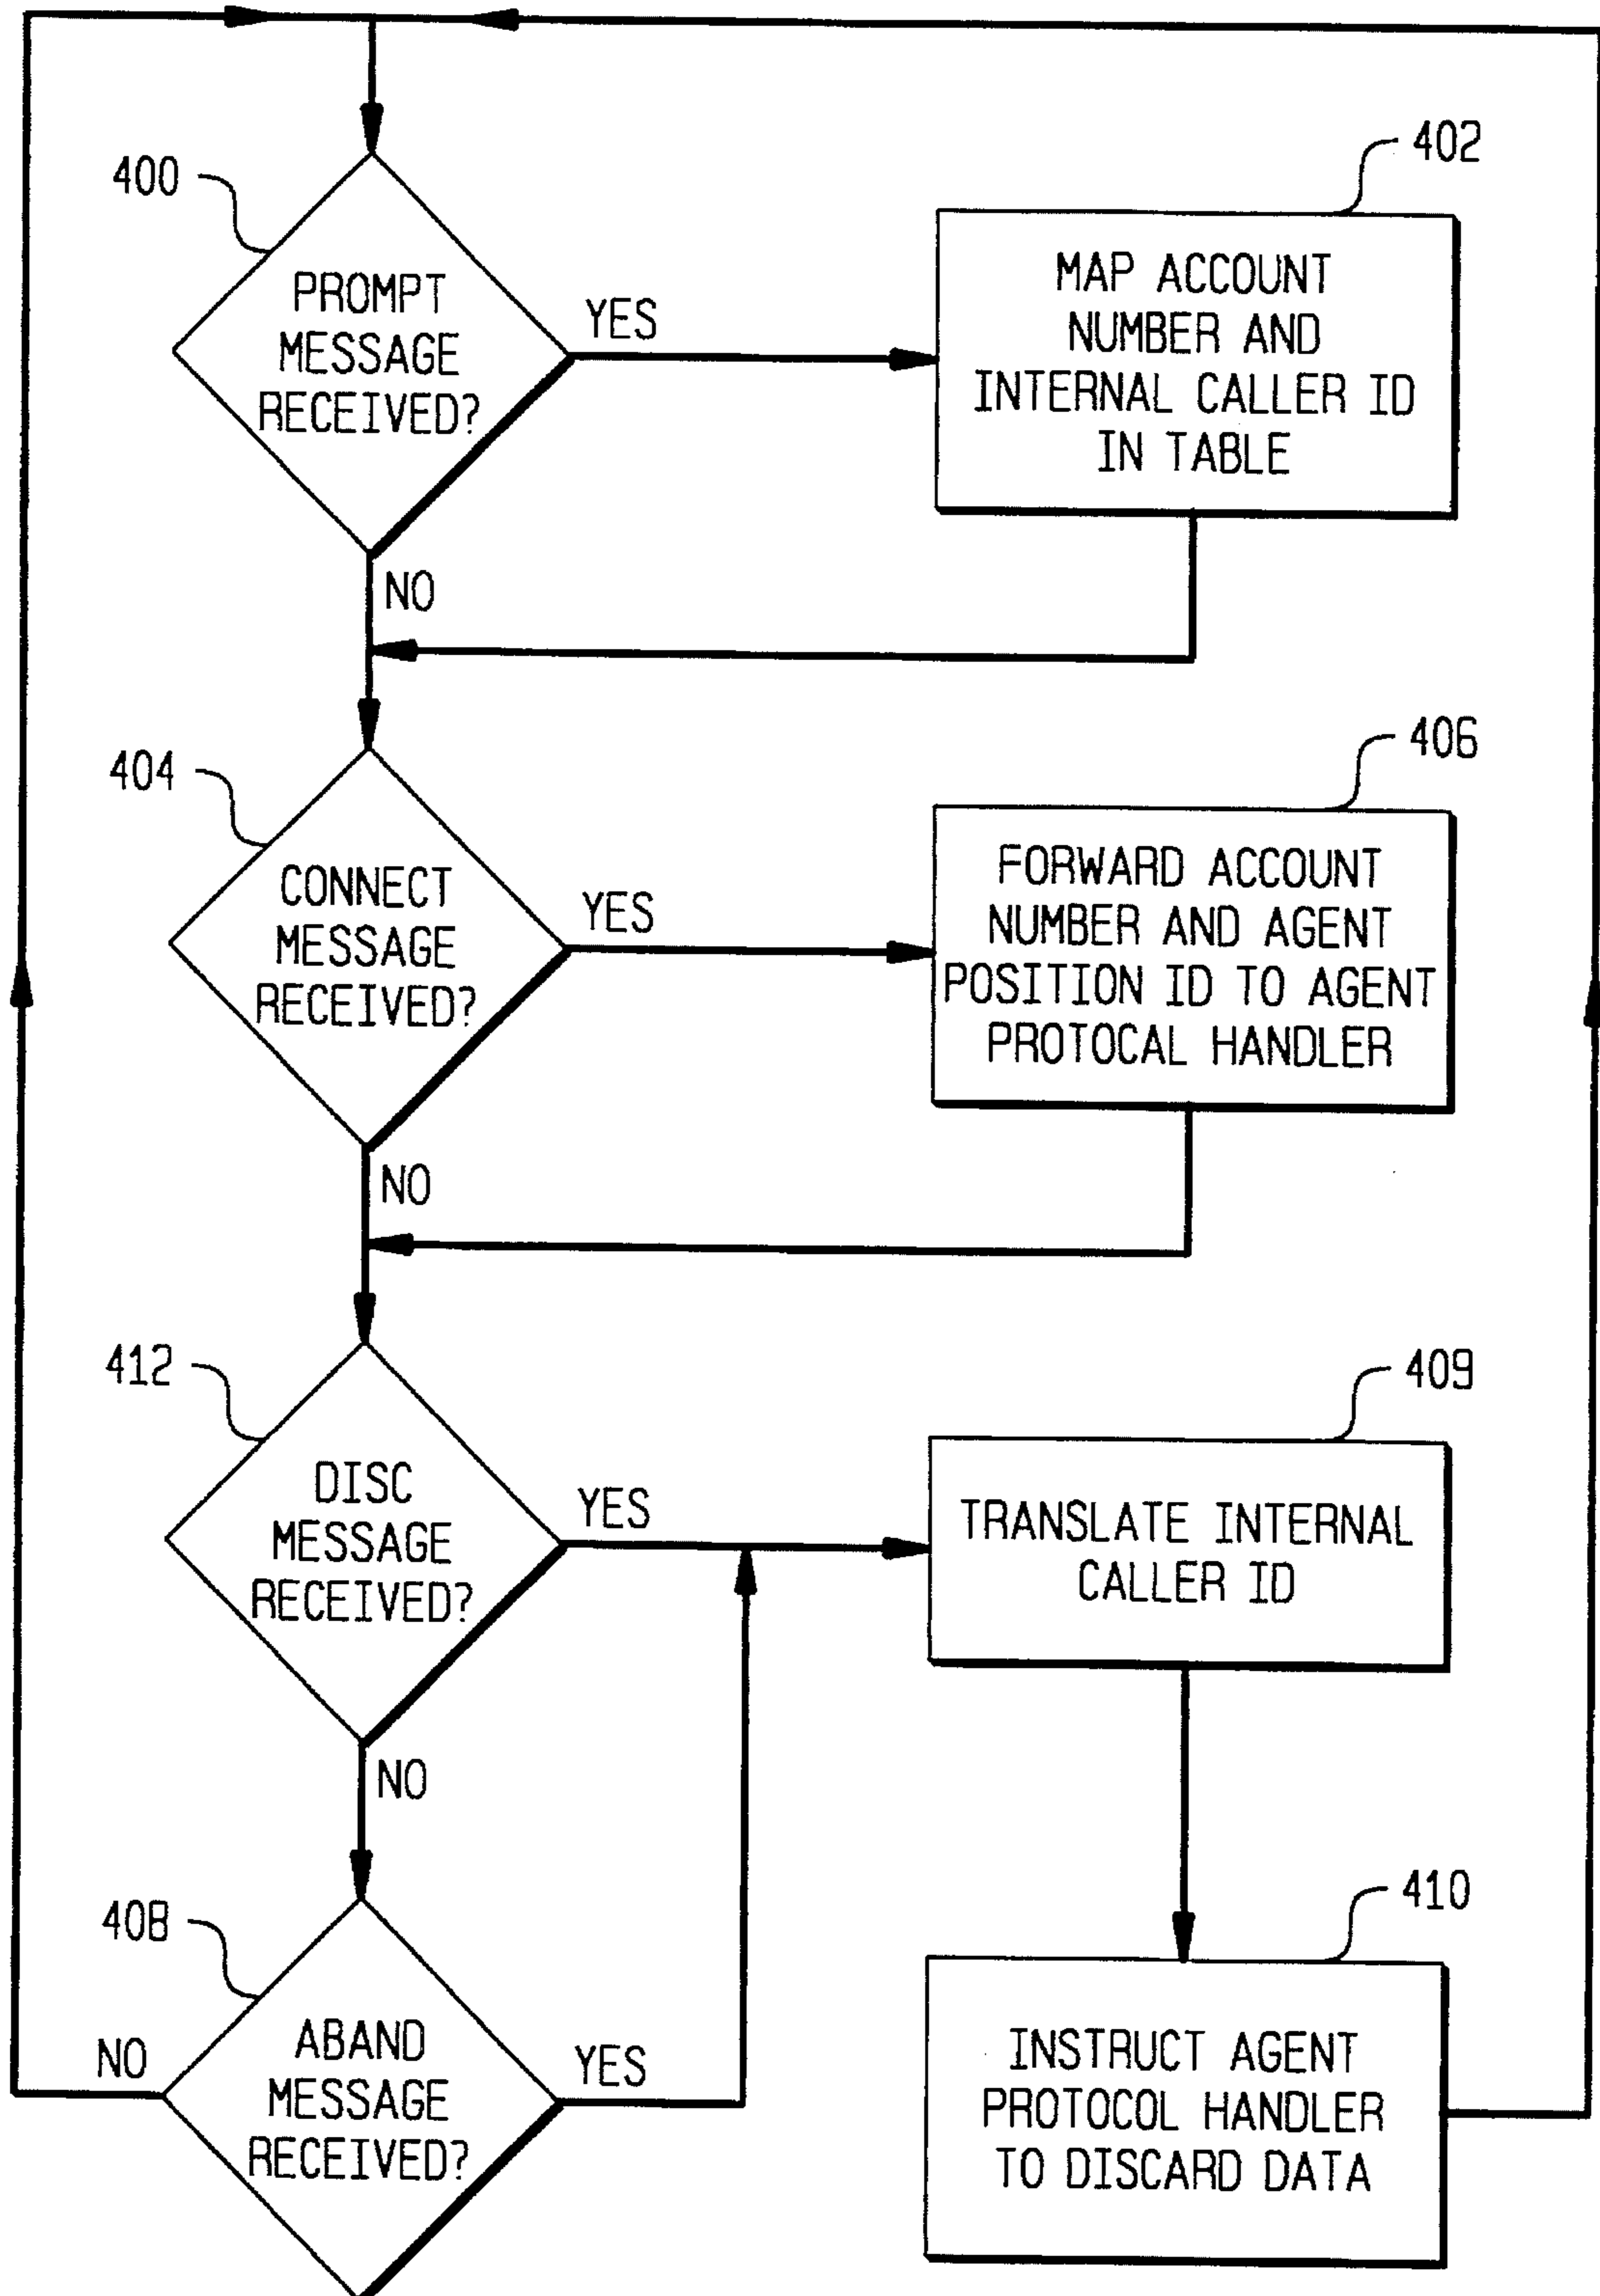 402
400
PROMPT
MESSAGE
RECEIVED?
YES
MAP ACCOUNT
NUMBER AND
INTERNAL CALLER ID
IN TABLE
NO
406
404
CONNECT
MESSAGE
RECEIVED?
YES
FORWARD ACCOUNT
NUMBER AND AGENT
POSITION ID TO AGENT
PROTOCAL HANDLER
NO
412
409
DISC
MESSAGE
RECEIVED?
YES
TRANSLATE INTERNAL
CALLER ID
NO
408
410
NO
ABAND
MESSAGE
RECEIVED?
YES
INSTRUCT AGENT
PROTOCOL HANDLER
TO DISCARD DATA